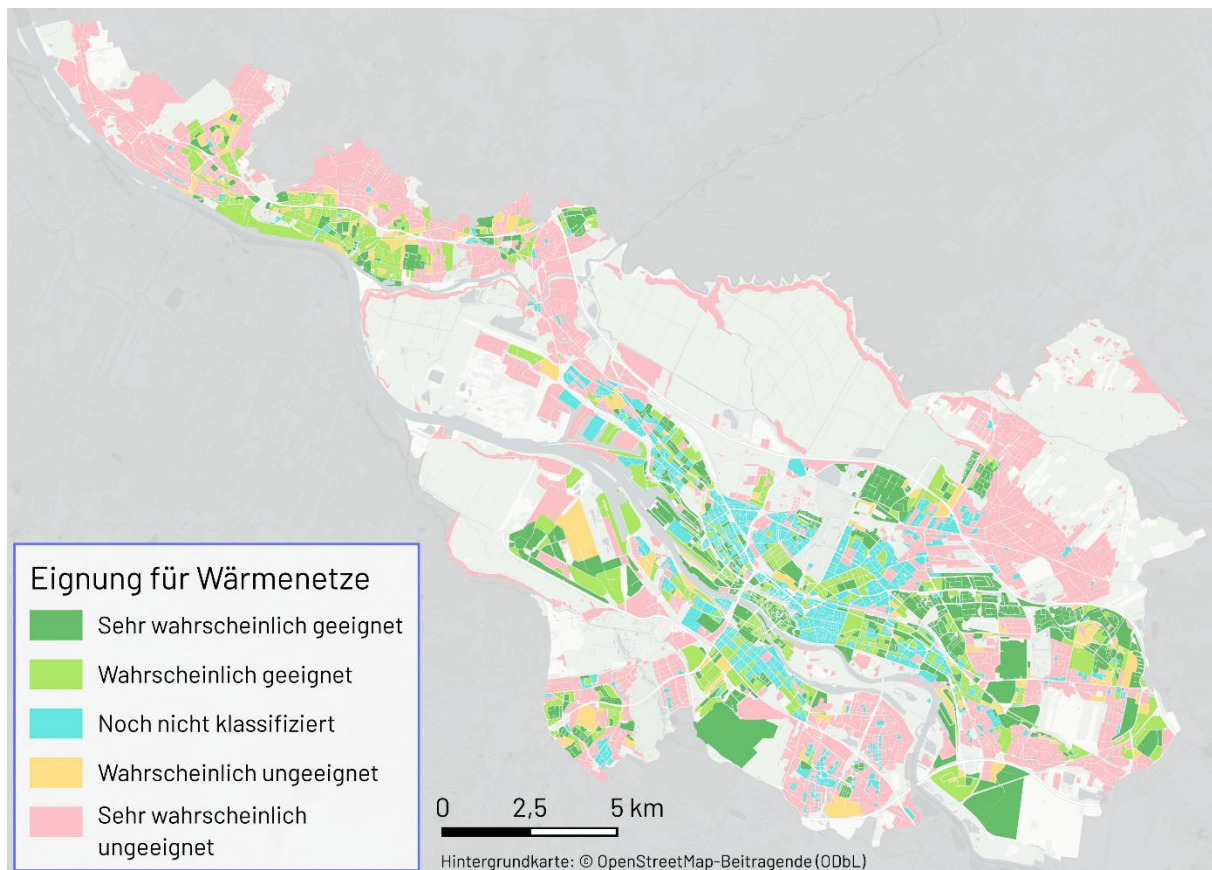 Eignung für Wärmenetze
Sehr wahrscheinlich geeignet
Wahrscheinlich geeignet
Noch nicht klassifiziert
Wahrscheinlich ungeeignet
Sehr wahrscheinlich
ungeeignet
0 2,5 5 km
Hintergrundkarte: © OpenStreetMap-Beitragende (ODbL)